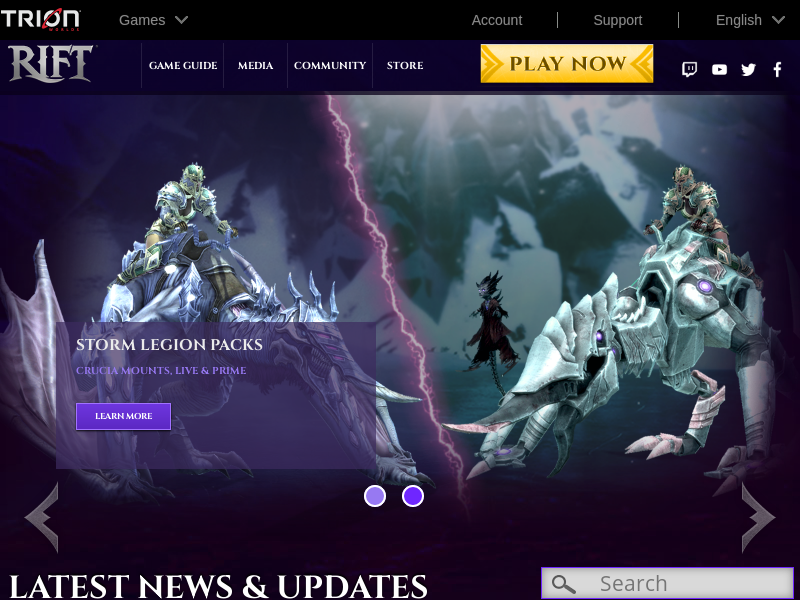 TRION WORLDS
Games
Account
Support
English
RIFT
GAME GUIDE
MEDIA
COMMUNITY
STORE
PLAY NOW
STORM LEGION PACKS
CRUCIA MOUNTS, LIVE & PRIME
LEARN MORE
LATEST NEWS & UPDATES
Search